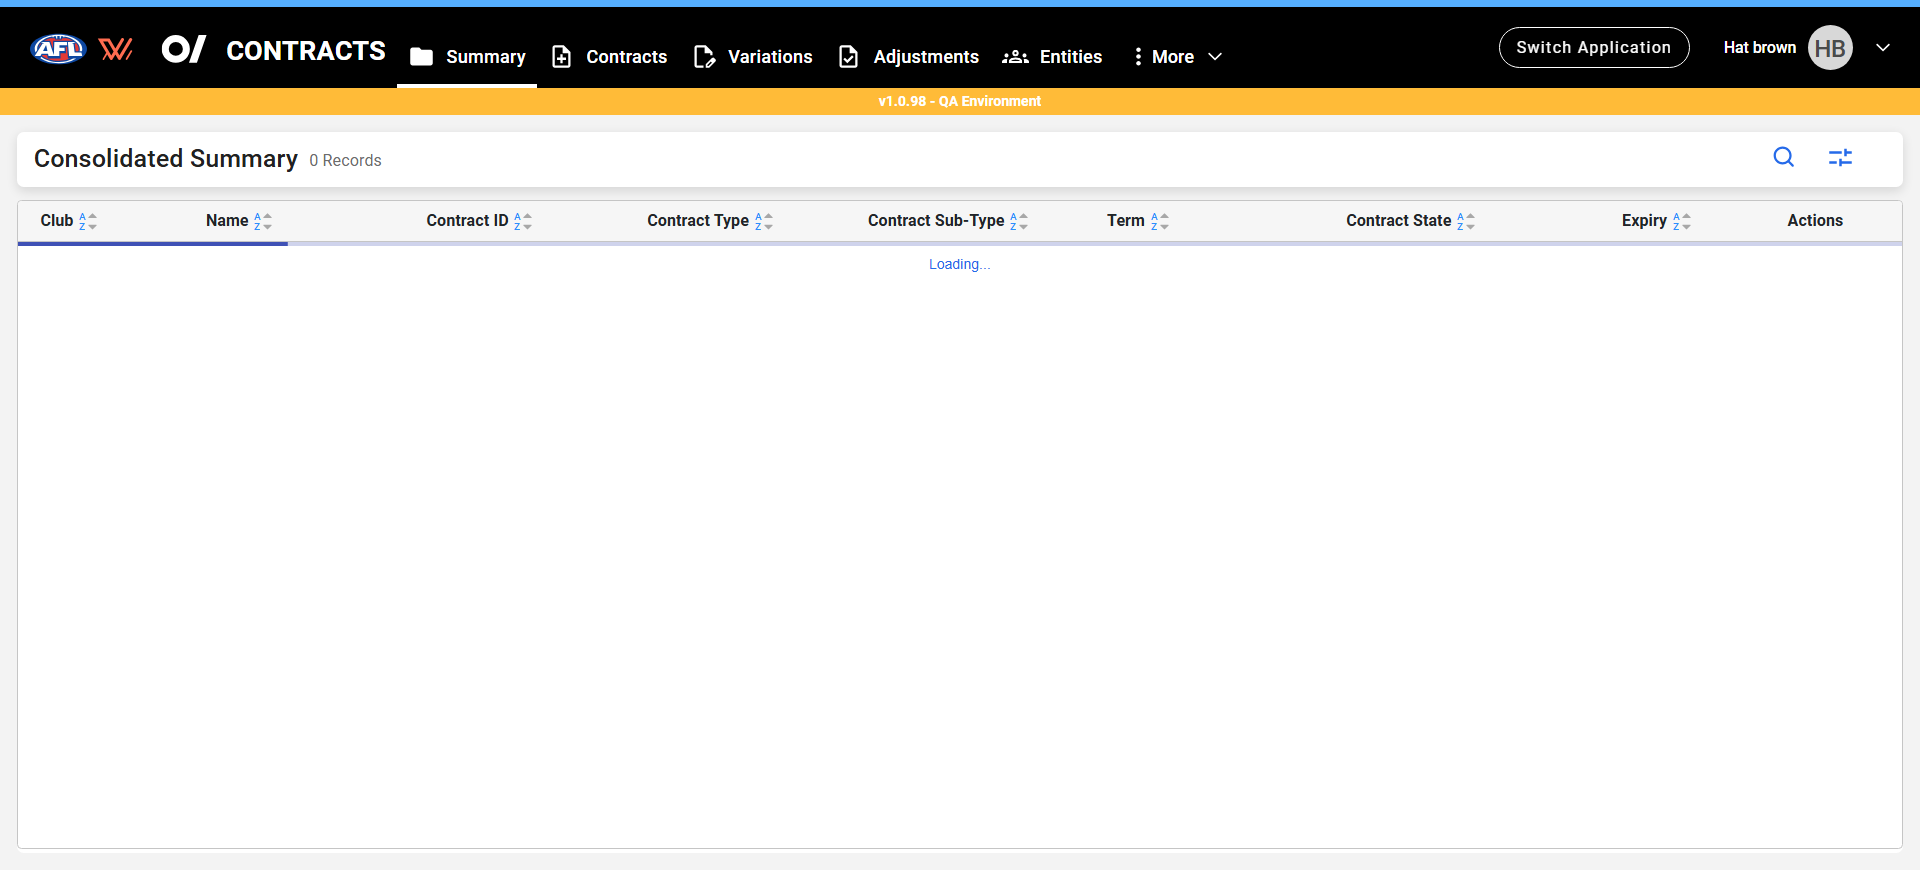 AFL W O/ CONTRACTS Summary Contracts Variations Adjustments Entities More Switch Application Hat brown HB
v1.0.98 - QA Environment
Consolidated Summary 0 Records
Club Name Contract ID Contract Type Contract Sub-Type Term Contract State Expiry Actions
Loading...